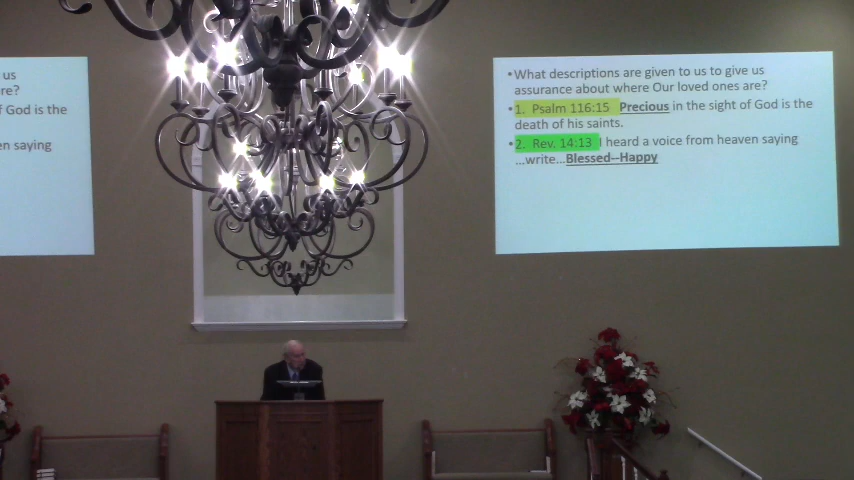 us
re?
of God is the
en saying
•What descriptions are given to us to give us
assurance about where Our loved ones are?
•1. Psalm 116:15 Precious in the sight of God is the
death of his saints.
•2. Rev. 14:13 I heard a voice from heaven saying
...write...Blessed--Happy